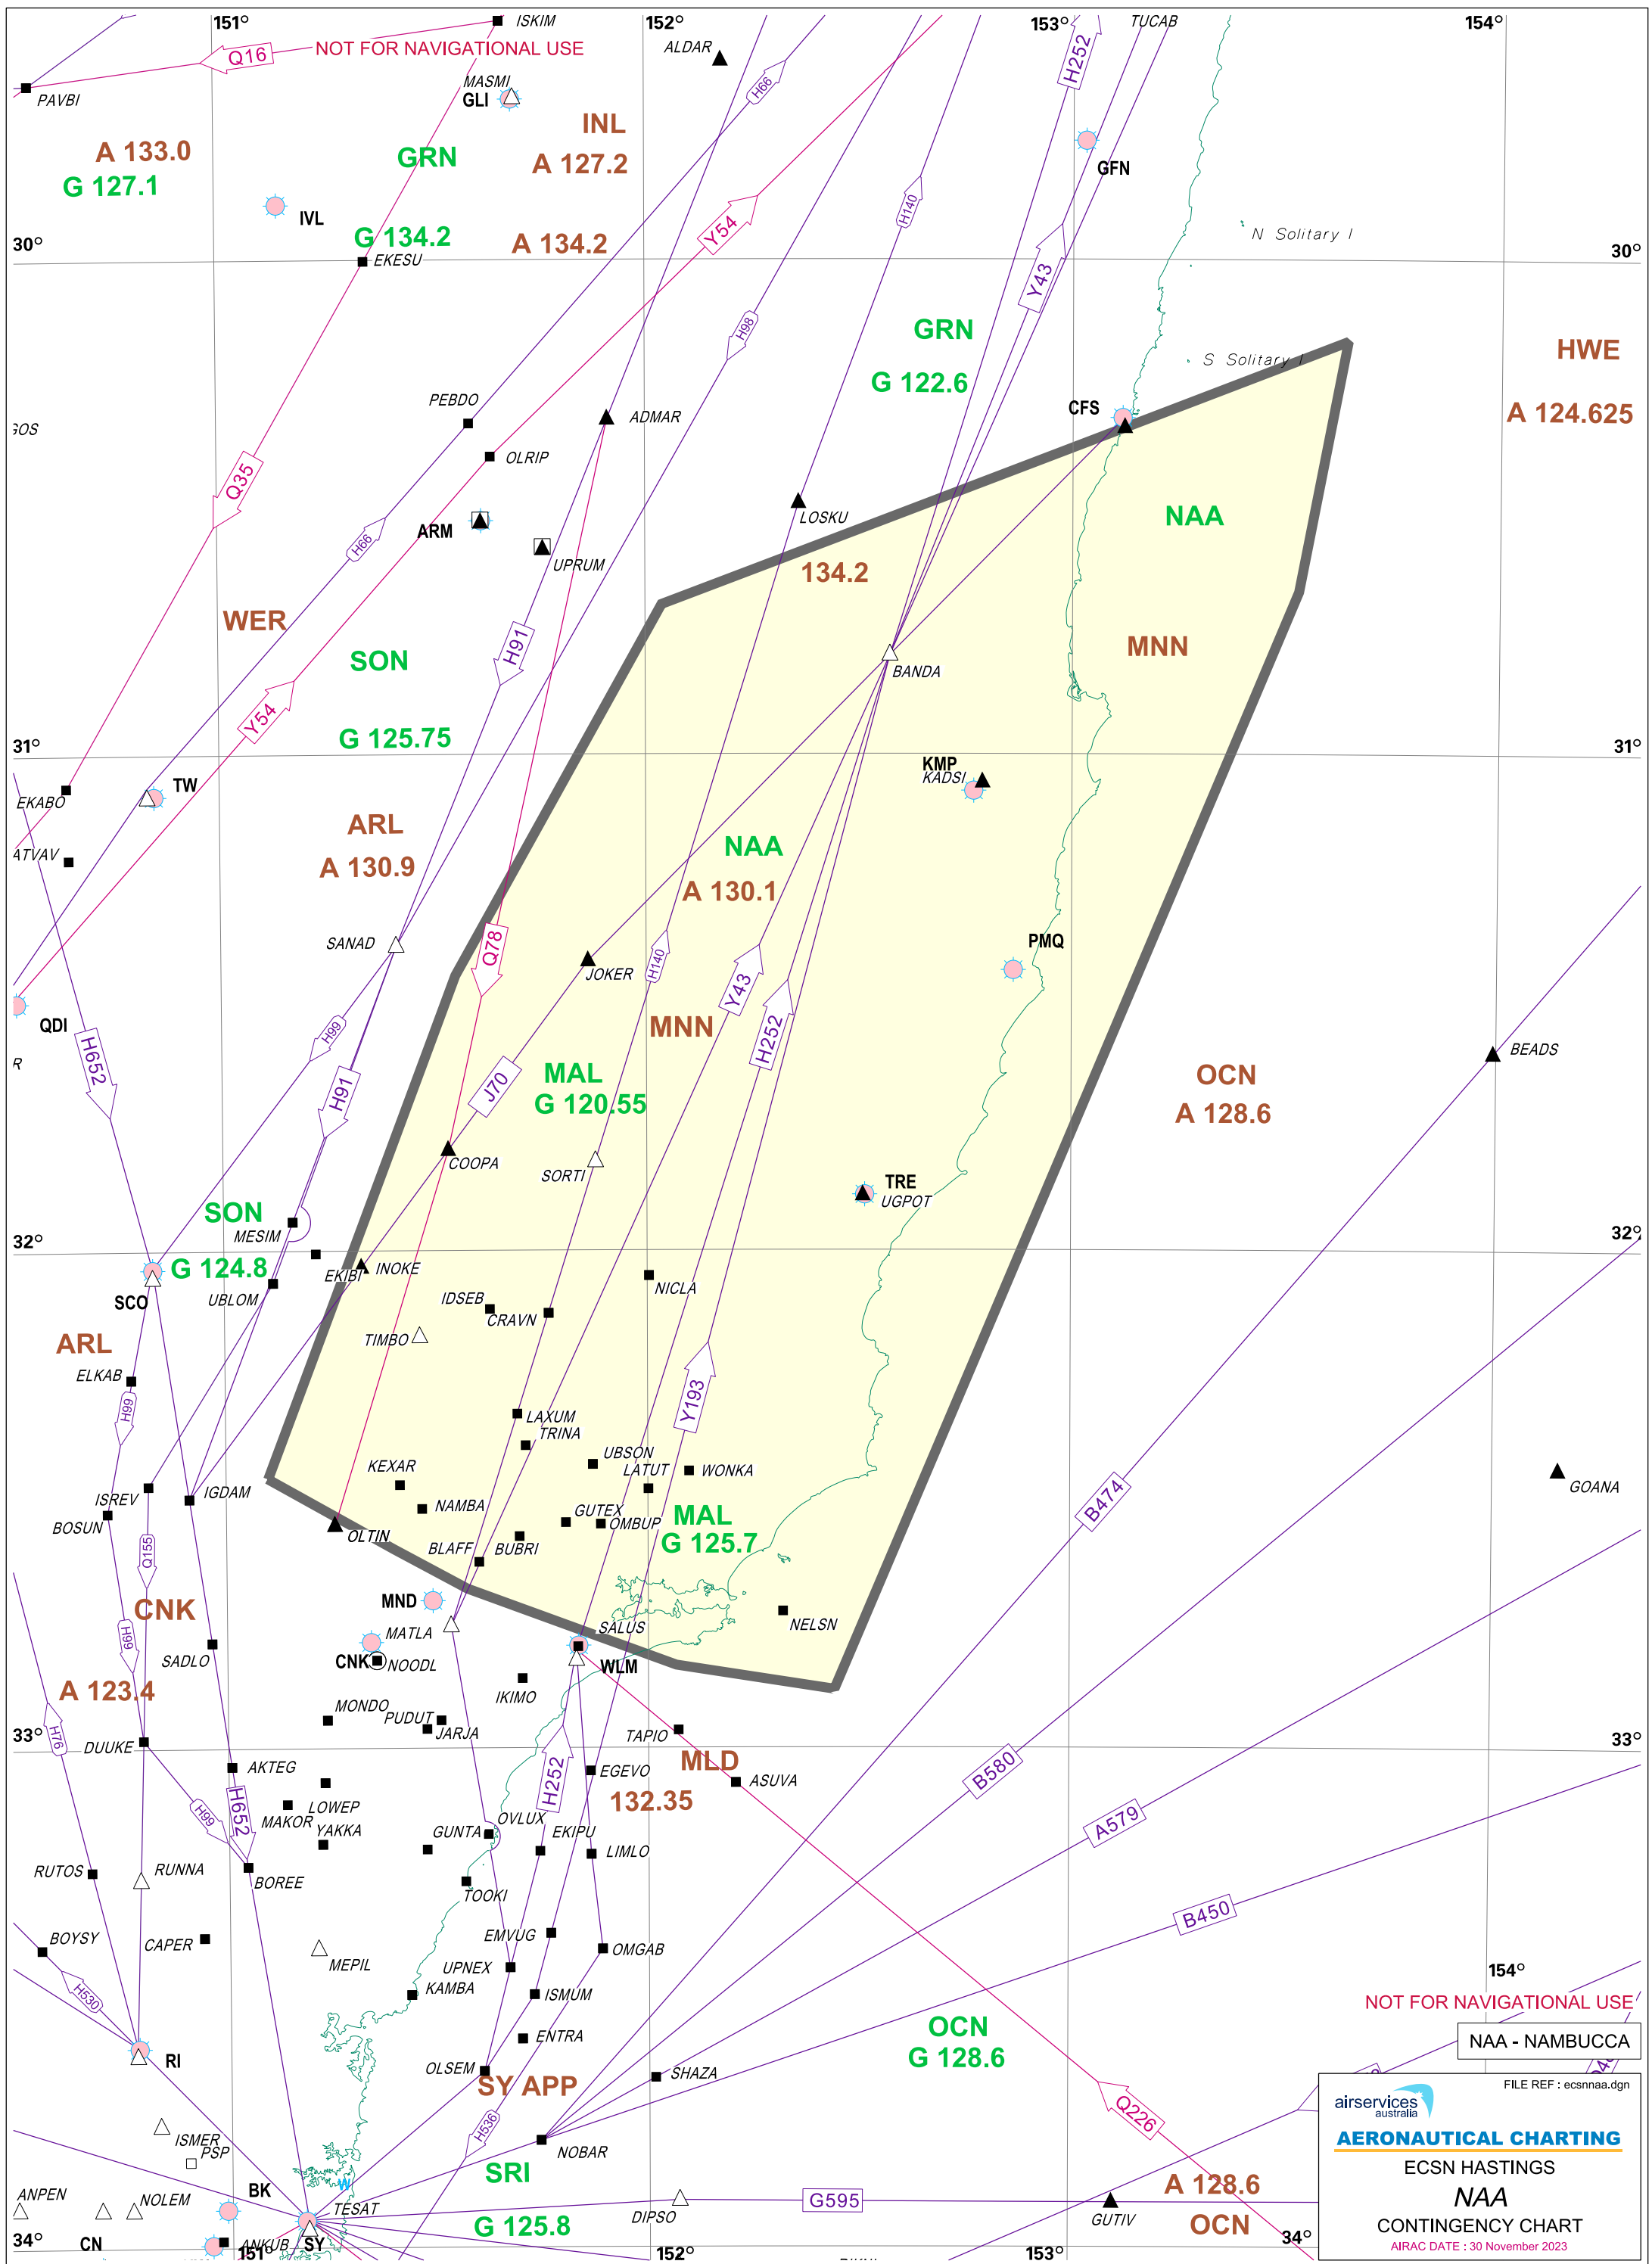 151° ISKIM 152° 153° TUCAB 154°
NOT FOR NAVIGATIONAL USE
Q16
ALDAR
H252
PAVBI
MASMI
GLI
H66
INL
A 127.2
A 133.0
G 127.1
GRN
GFN
IVL
H140
G 134.2
A 134.2
Y54
N Solitary I
30° 30°
EKESU
Y43
H98
GRN
G 122.6
S Solitary I
HWE
A 124.625
PEBDO
ADMAR
CFS
OLRIP
Q35
LOSKU
NAA
ARM
H66
UPRUM
134.2
WER
SON
H91
MNN
BANDA
Y54
G 125.75
31° 31°
TW
KMP
KADSI
EKABO
ARL
A 130.9
ATVAV
NAA
A 130.1
SANAD
Q78
H140
PMQ
JOKER
QDI
Y43
MNN
H99
H252
H652
BEADS
R
H91
J70
MAL
G 120.55
OCN
A 128.6
COOPA
SORTI
TRE
UGPOT
SON
MESIM
32° 32°
G 124.8
EKIBI INOKE
NICLA
SCO
UBLOM
IDSEB
CRAVN
TIMBO
ARL
ELKAB
H99
Y193
LAXUM
TRINA
UBSON
KEXAR
LATUT
WONKA
ISREV
IGDAM
NAMBA
GOANA
BOSUN
GUTEX
OMBUP
MAL
G 125.7
B474
OLTIN
BLAFF
BUBRI
Q155
MND
CNK
NELSN
H99
MATLA
SALUS
SADLO
CNK
NOODL
WLM
A 123.4
IKIMO
MONDO
PUDUT
JARJA
TAPIO
H76
33° 33°
DUUKE
AKTEG
MLD
132.35
EGEVO
ASUVA
B580
H252
LOWEP
MAKOR
H99
H652
YAKKA
OVLUX
GUNTA
EKIPU
A579
RUTOS
RUNNA
BOREE
LIMLO
TOOKI
B450
BOYSY
CAPER
EMVUG
MEPIL
OMGAB
UPNEX
154°
H530
KAMBA
ISMUM
NOT FOR NAVIGATIONAL USE
OCN
G 128.6
ENTRA
NAA - NAMBUCCA
RI
OLSEM
SY APP
SHAZA
FILE REF : ecsnnaa.dgn
airservices
australia
Q226
H536
ISMER
NOBAR
AERONAUTICAL CHARTING
PSP
SRI
ECSN HASTINGS
W
A 128.6
NAA
BK
ANPEN
NOLEM
TESAT
G 125.8
DIPSO
G595
GUTIV
OCN
CONTINGENCY CHART
CN
ANKUB
SY
34° 151° 152° 153° 34°
AIRAC DATE : 30 November 2023